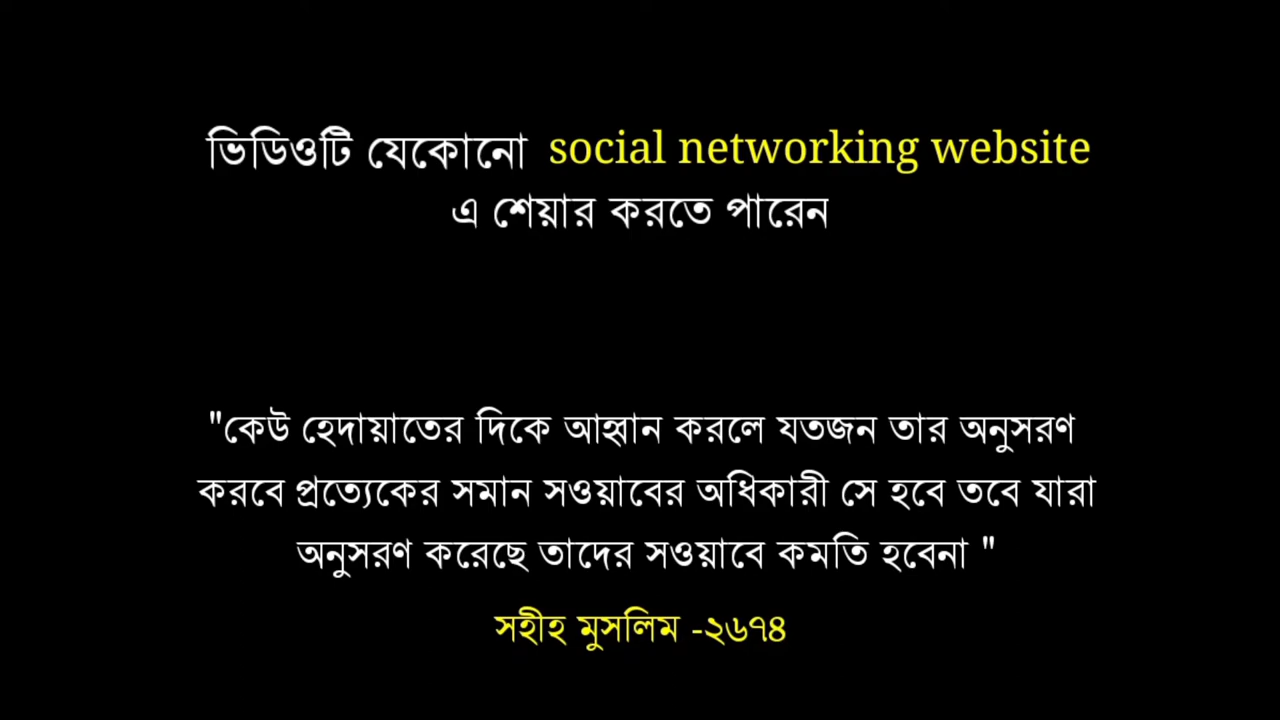 ভিডিওটি যেকোনো social networking website
এ শেয়ার করতে পারেন
"কেউ হেদায়াতের দিকে আহ্বান করলে যতজন তার অনুসরণ
করবে প্রত্যেকের সমান সওয়াবের অধিকারী সে হবে তবে যারা
অনুসরণ করেছে তাদের সওয়াবে কমতি হবেনা "
সহীহ মুসলিম -২৬৭৪